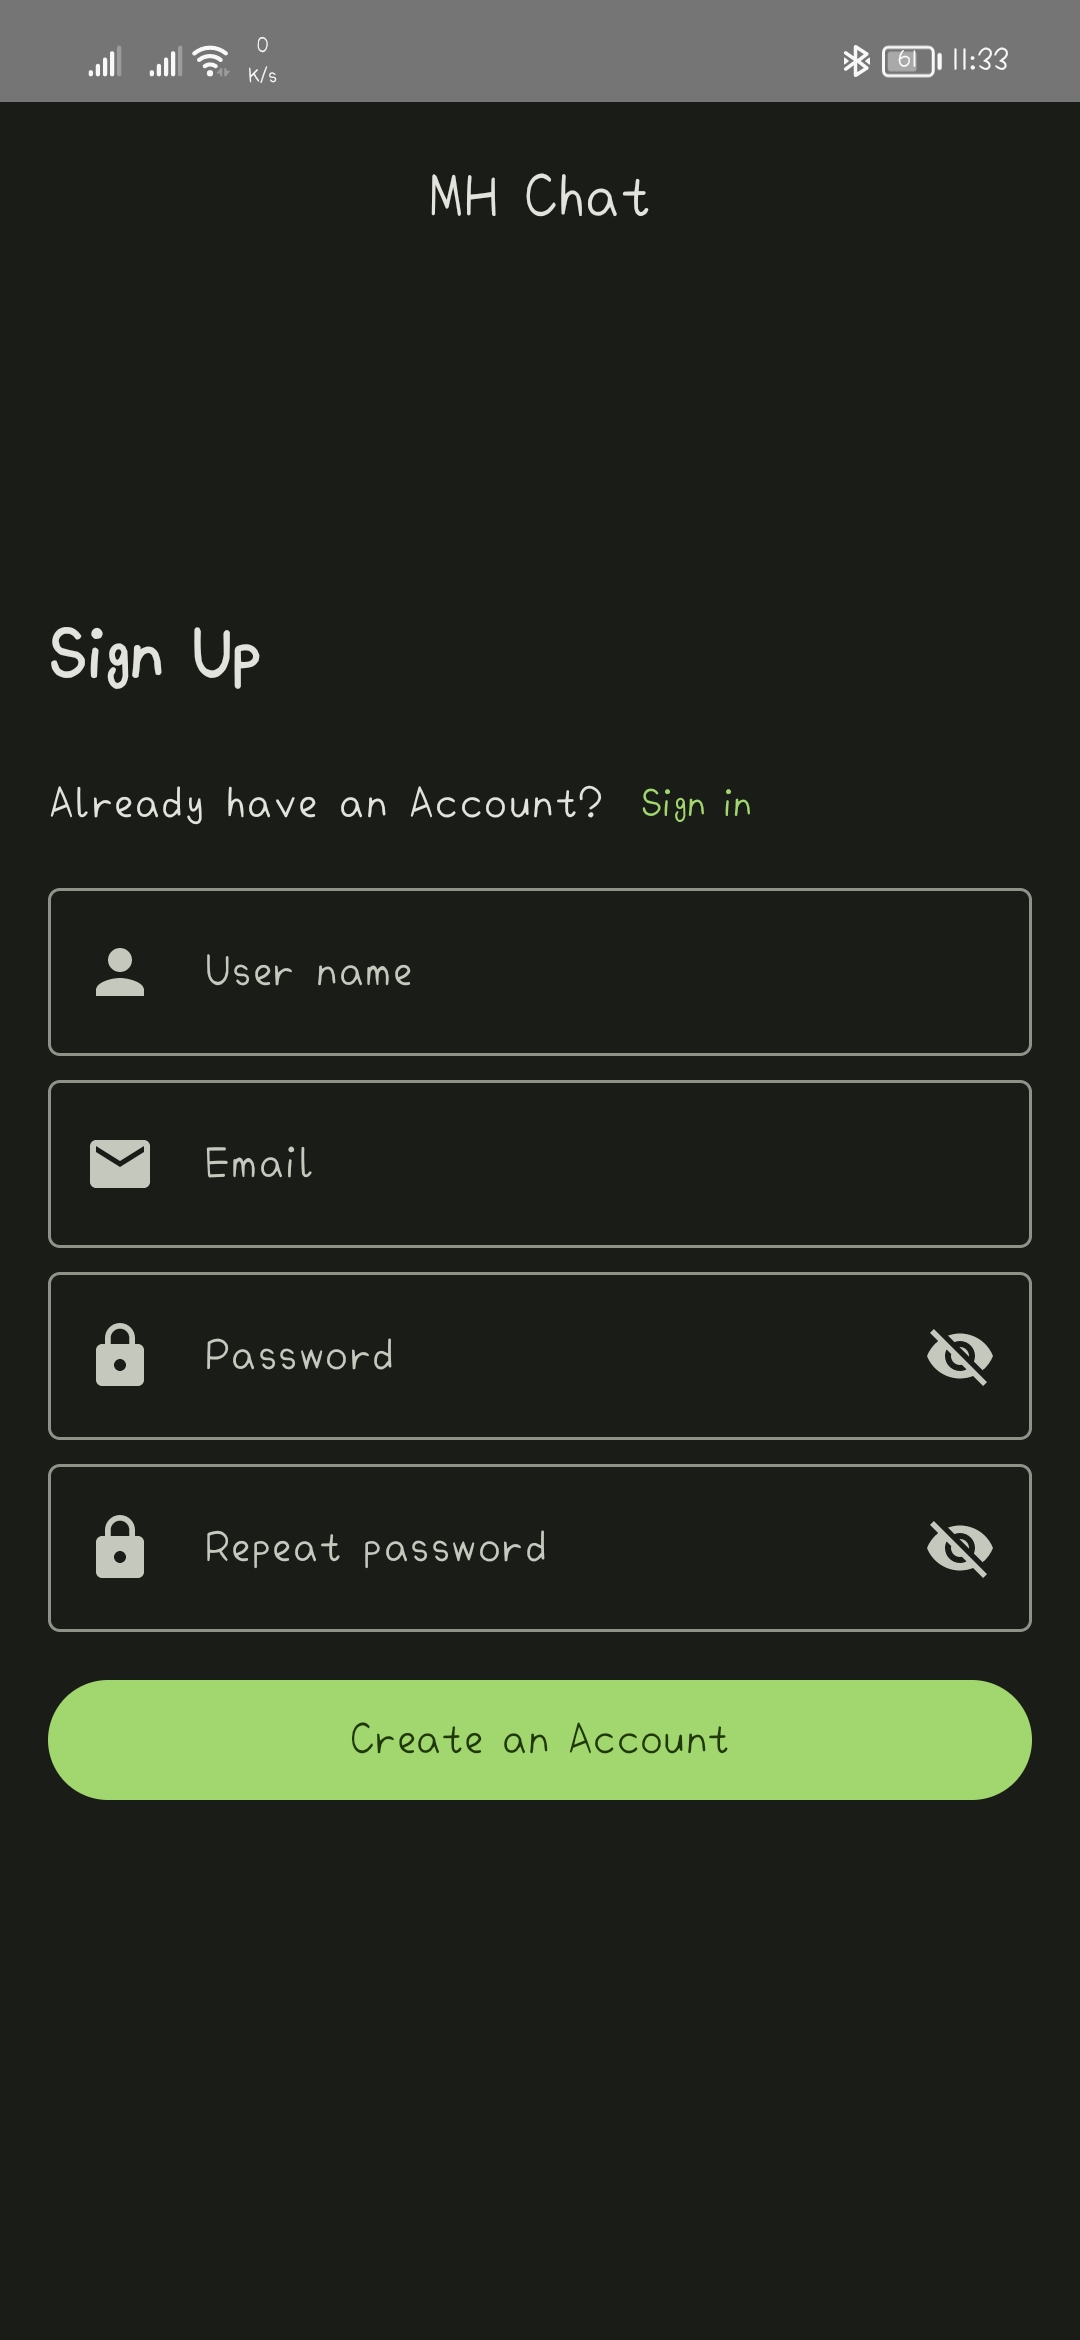 0
K/s
61
11:33
MH Chat
Sign Up
Already have an Account? Sign in
User name
Email
Password
Repeat password
Create an Account